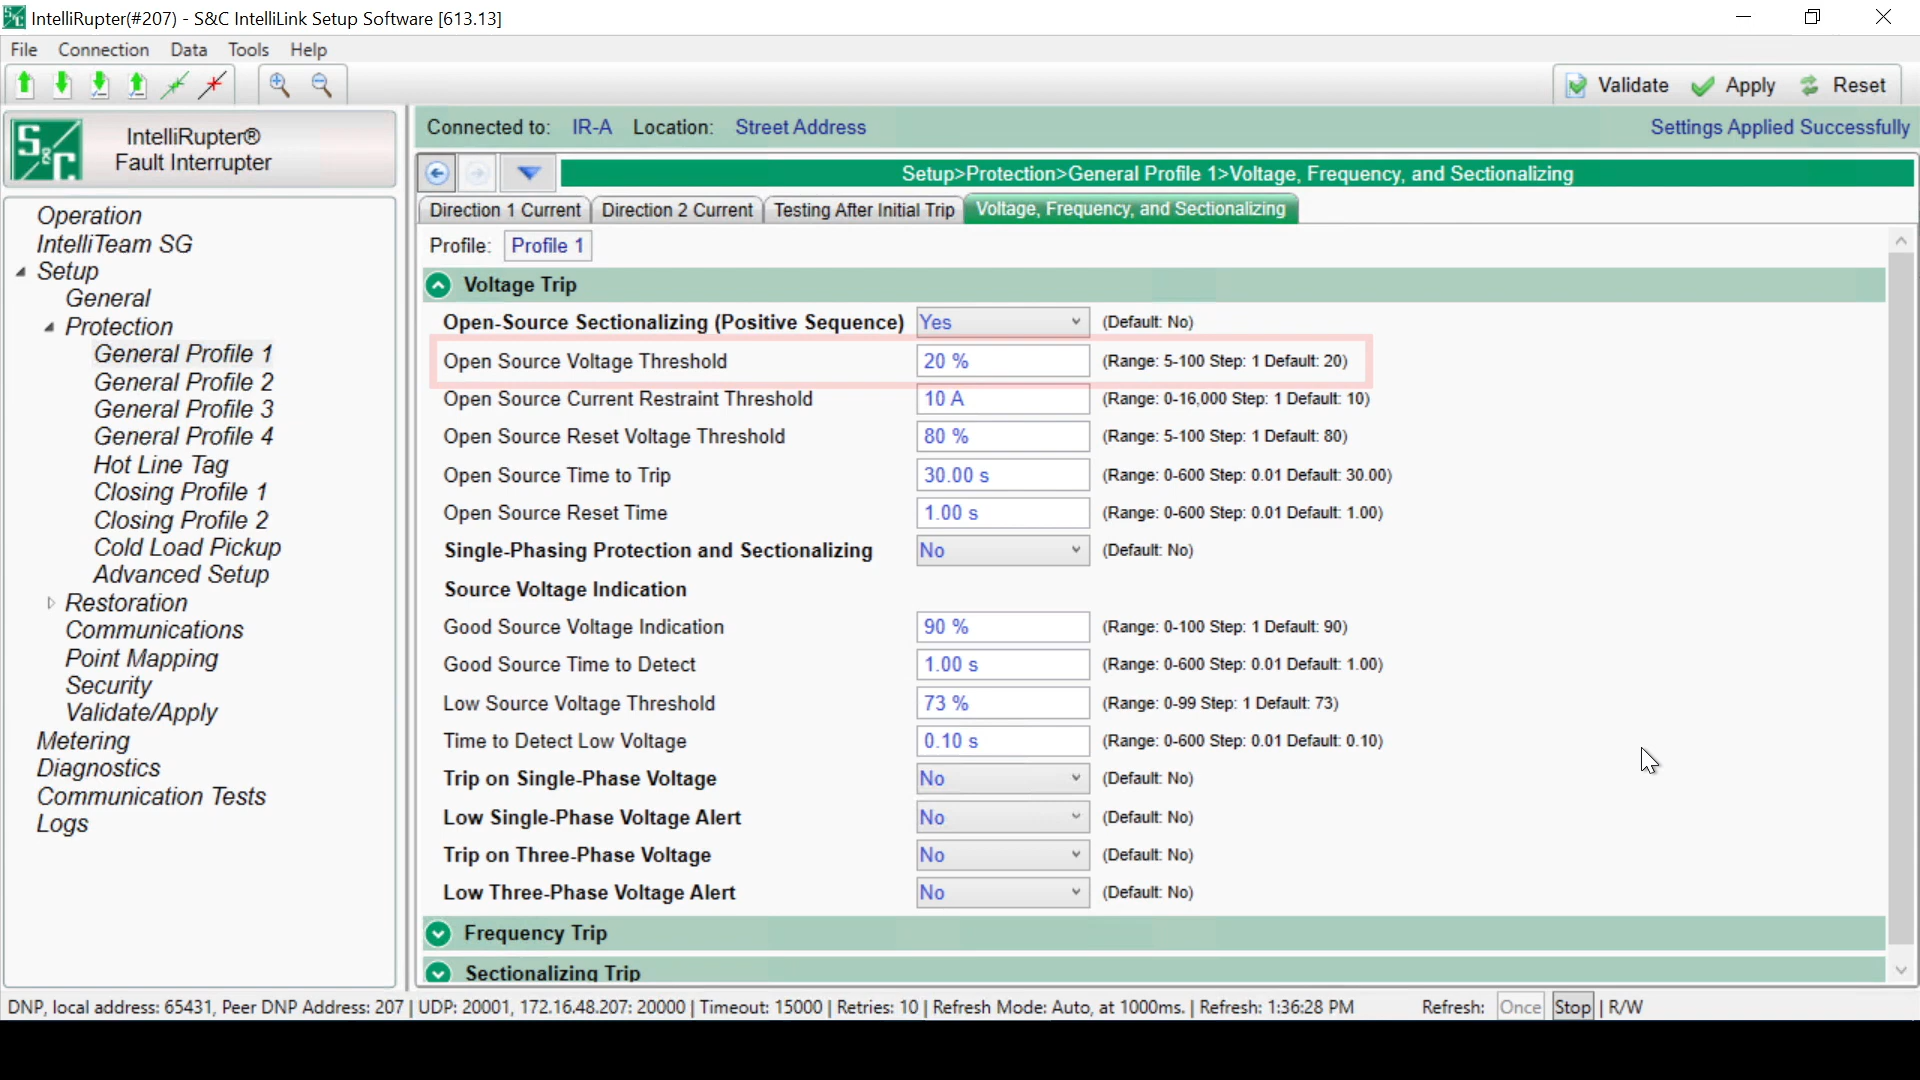 IntelliRupter(#207) - S&C IntelliLink Setup Software [613.13]
File Connection Data Tools Help
Validate Apply Reset
S&C
IntelliRupter®
Fault Interrupter
Connected to: IR-A Location: Street Address Settings Applied Successfully
Setup>Protection>General Profile 1>Voltage, Frequency, and Sectionalizing
Direction 1 Current Direction 2 Current Testing After Initial Trip Voltage, Frequency, and Sectionalizing
Profile: Profile 1
Operation
IntelliTeam SG
Setup
General
Protection
General Profile 1
General Profile 2
General Profile 3
General Profile 4
Hot Line Tag
Closing Profile 1
Closing Profile 2
Cold Load Pickup
Advanced Setup
Restoration
Communications
Point Mapping
Security
Validate/Apply
Metering
Diagnostics
Communication Tests
Logs
Voltage Trip
Open-Source Sectionalizing (Positive Sequence) Yes (Default: No)
Open Source Voltage Threshold 20 % (Range: 5-100 Step: 1 Default: 20)
Open Source Current Restraint Threshold 10 A (Range: 0-16,000 Step: 1 Default: 10)
Open Source Reset Voltage Threshold 80 % (Range: 5-100 Step: 1 Default: 80)
Open Source Time to Trip 30.00 s (Range: 0-600 Step: 0.01 Default: 30.00)
Open Source Reset Time 1.00 s (Range: 0-600 Step: 0.01 Default: 1.00)
Single-Phasing Protection and Sectionalizing No (Default: No)
Source Voltage Indication
Good Source Voltage Indication 90 % (Range: 0-100 Step: 1 Default: 90)
Good Source Time to Detect 1.00 s (Range: 0-600 Step: 0.01 Default: 1.00)
Low Source Voltage Threshold 73 % (Range: 0-99 Step: 1 Default: 73)
Time to Detect Low Voltage 0.10 s (Range: 0-600 Step: 0.01 Default: 0.10)
Trip on Single-Phase Voltage No (Default: No)
Low Single-Phase Voltage Alert No (Default: No)
Trip on Three-Phase Voltage No (Default: No)
Low Three-Phase Voltage Alert No (Default: No)
Frequency Trip
Sectionalizing Trip
DNP, local address: 65431, Peer DNP Address: 207 | UDP: 20001, 172.16.48.207: 20000 | Timeout: 15000 | Retries: 10 | Refresh Mode: Auto, at 1000ms. | Refresh: 1:36:28 PM Refresh: Once Stop | R/W